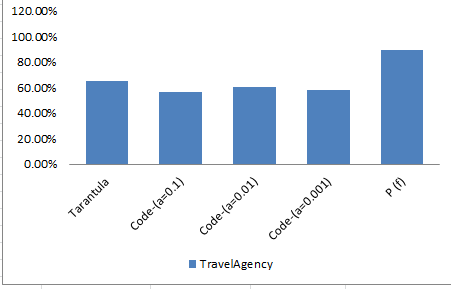 120.00%
100.00%
80.00%
60.00%
40.00%
20.00%
0.00%
Tarantula
Code-(a=0.1)
Code-(a=0.01)
Code-(a=0.001)
P (f)
TravelAgency